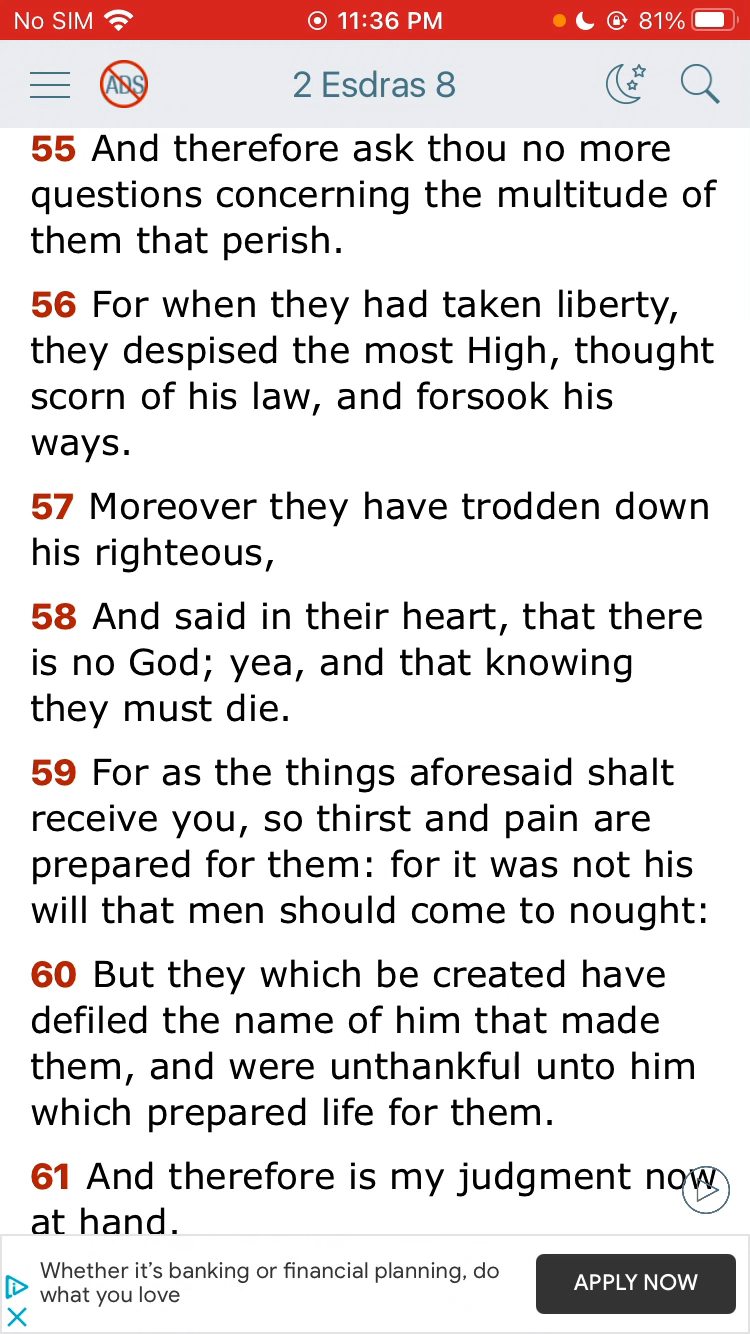 No SIM 11:36 PM 81%
ADS 2 Esdras 8
55 And therefore ask thou no more
questions concerning the multitude of
them that perish.
56 For when they had taken liberty,
they despised the most High, thought
scorn of his law, and forsook his
ways.
57 Moreover they have trodden down
his righteous,
58 And said in their heart, that there
is no God; yea, and that knowing
they must die.
59 For as the things aforesaid shalt
receive you, so thirst and pain are
prepared for them: for it was not his
will that men should come to nought:
60 But they which be created have
defiled the name of him that made
them, and were unthankful unto him
which prepared life for them.
61 And therefore is my judgment now
at hand.
Whether it’s banking or financial planning, do
what you love
APPLY NOW